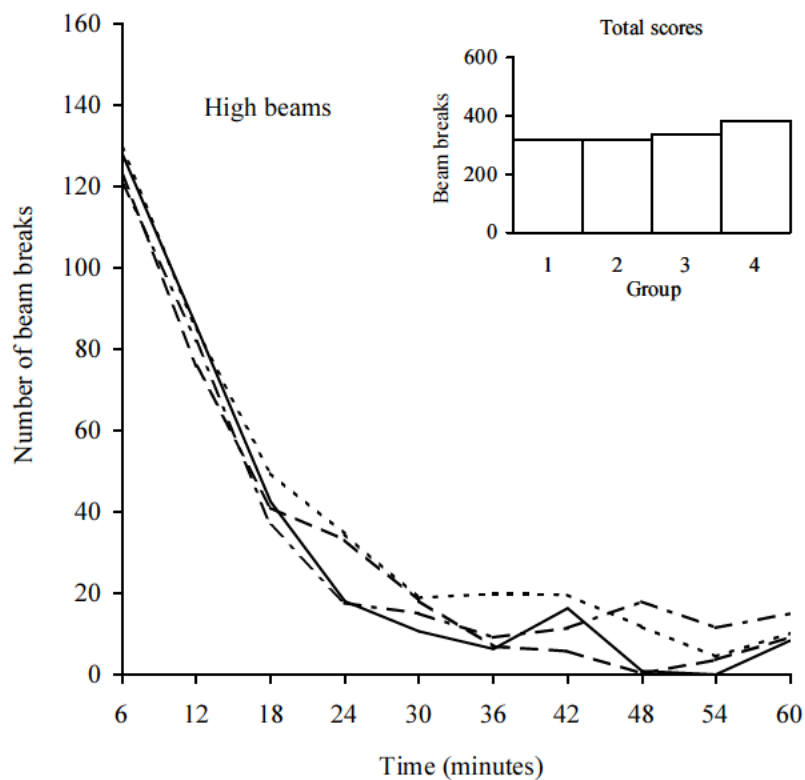 Total scores
600
400
200
0
Beam breaks
1 2 3 4
Group
High beams
160
140
120
100
80
60
40
20
0
Number of beam breaks
6 12 18 24 30 36 42 48 54 60
Time (minutes)